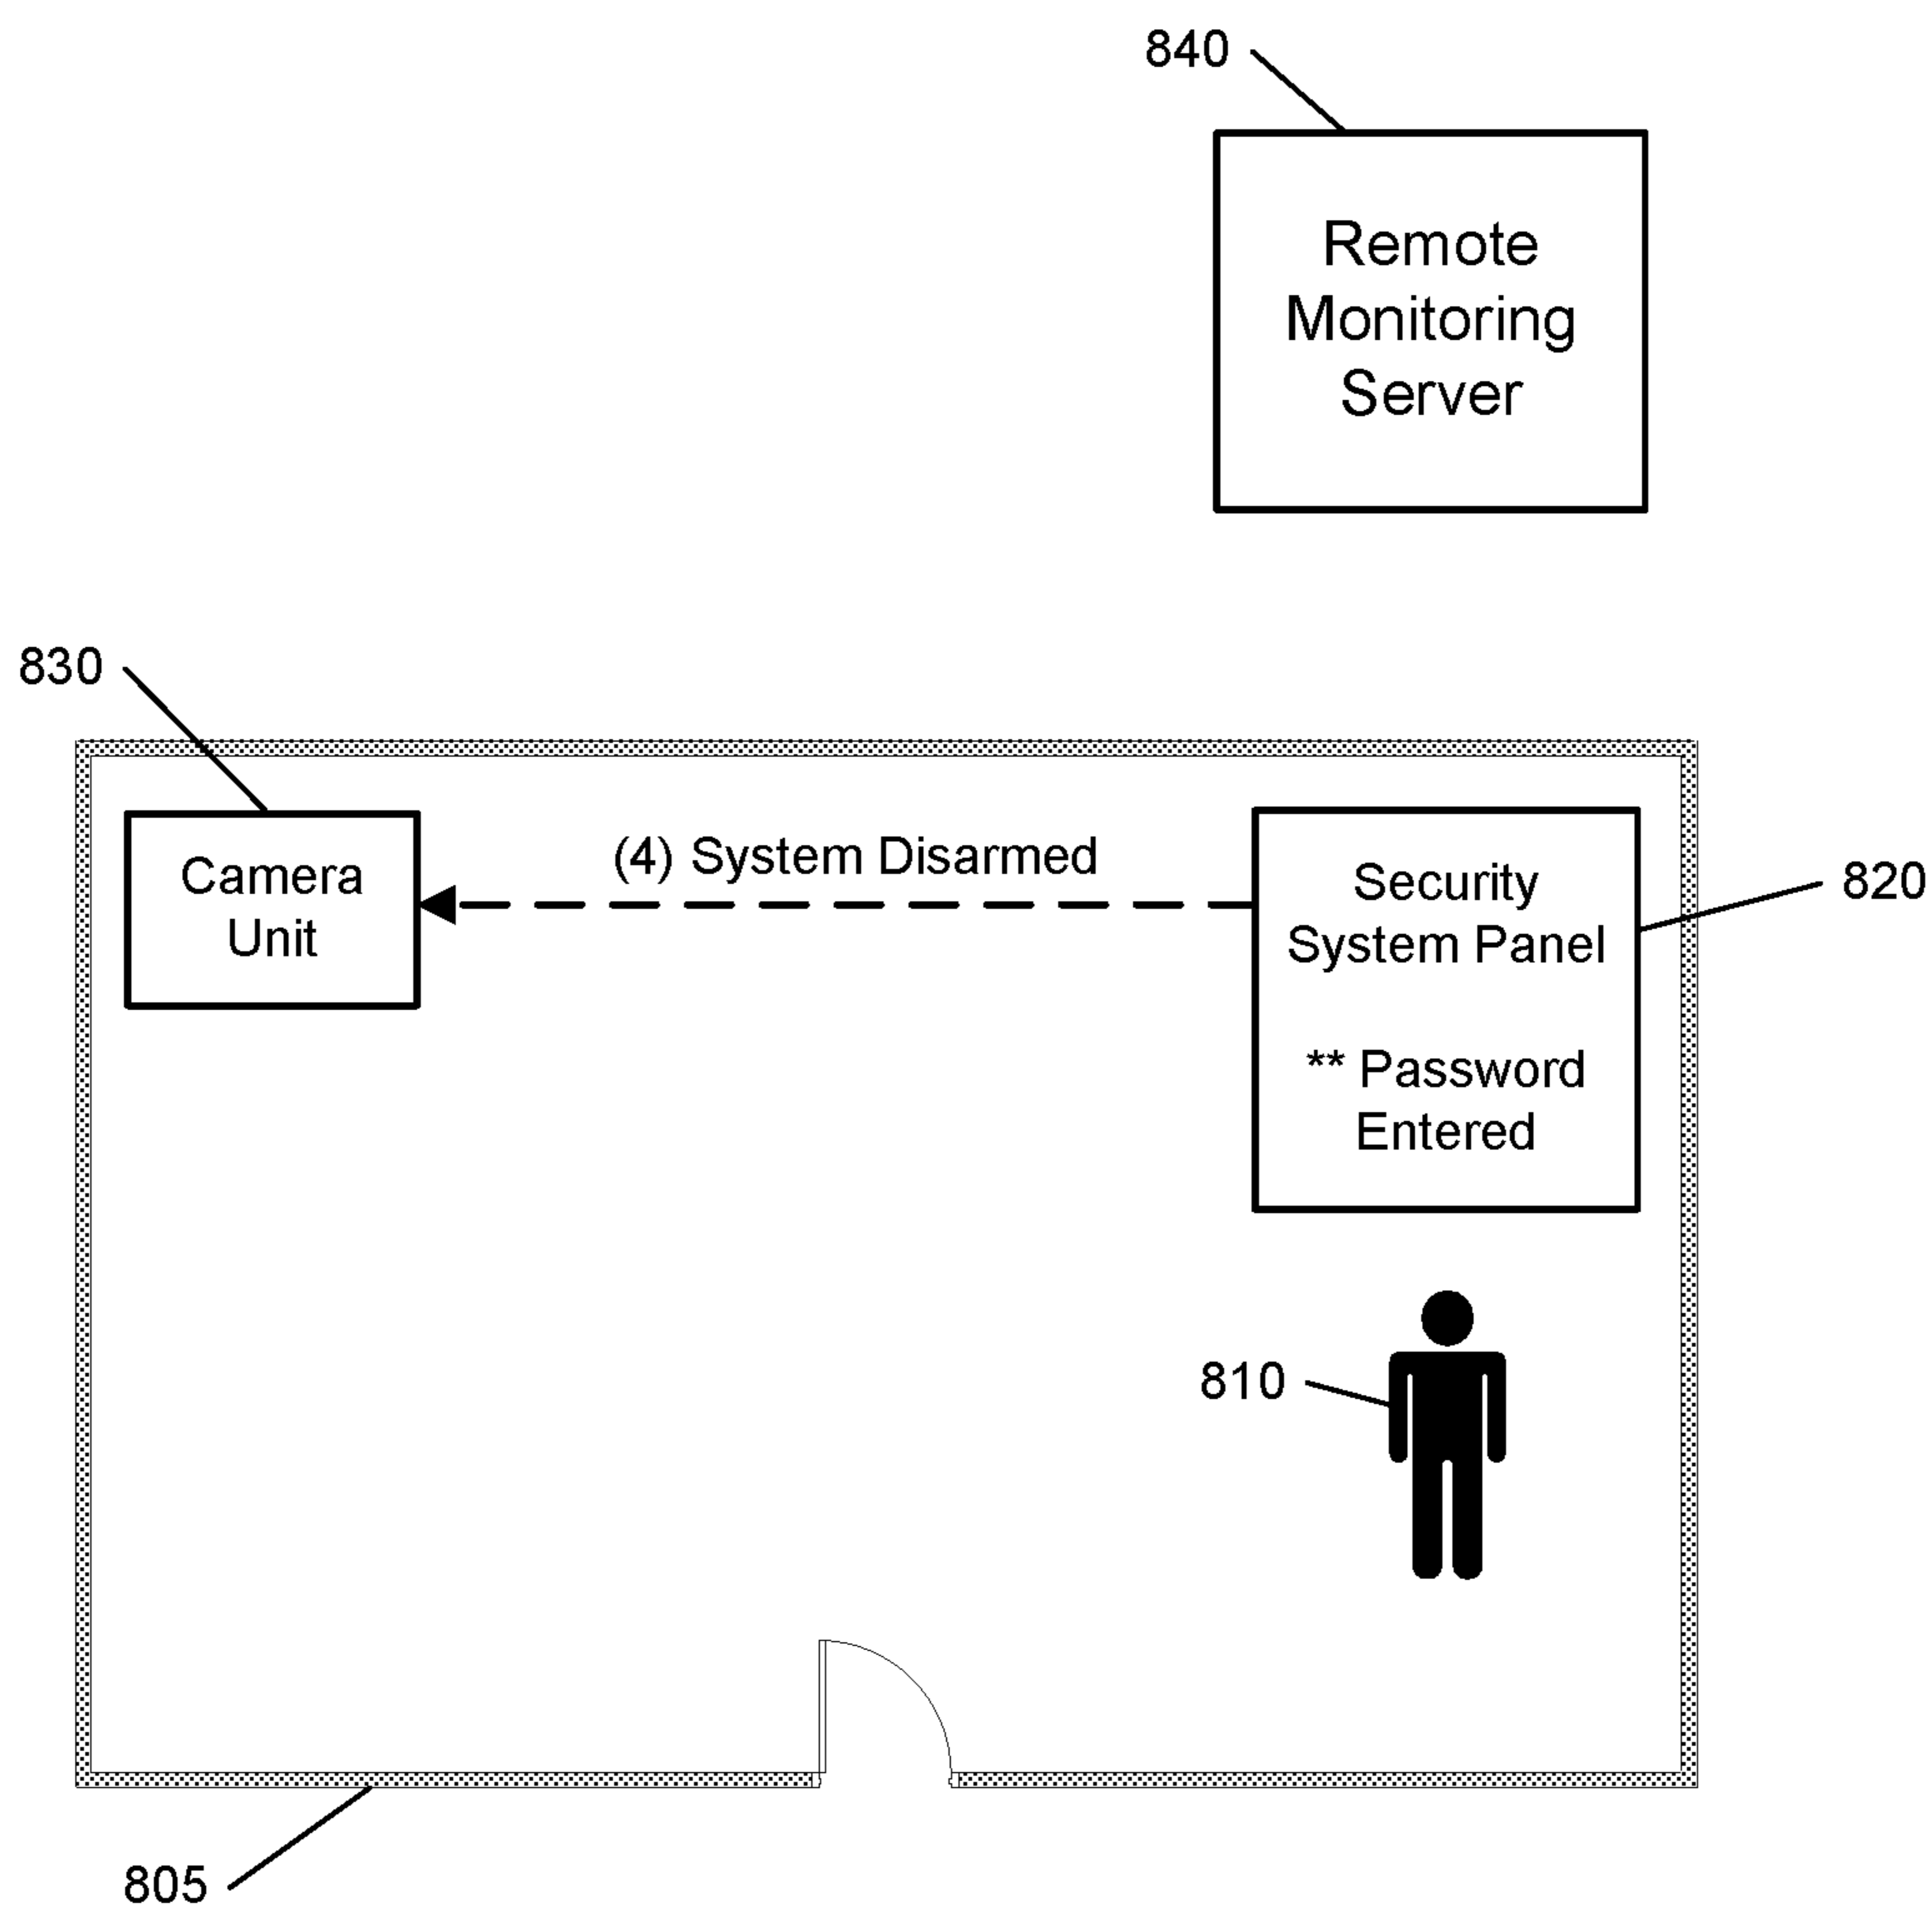 840
Remote
Monitoring
Server
830
Camera
Unit
(4) System Disarmed
Security
System Panel
** Password
Entered
820
810
805